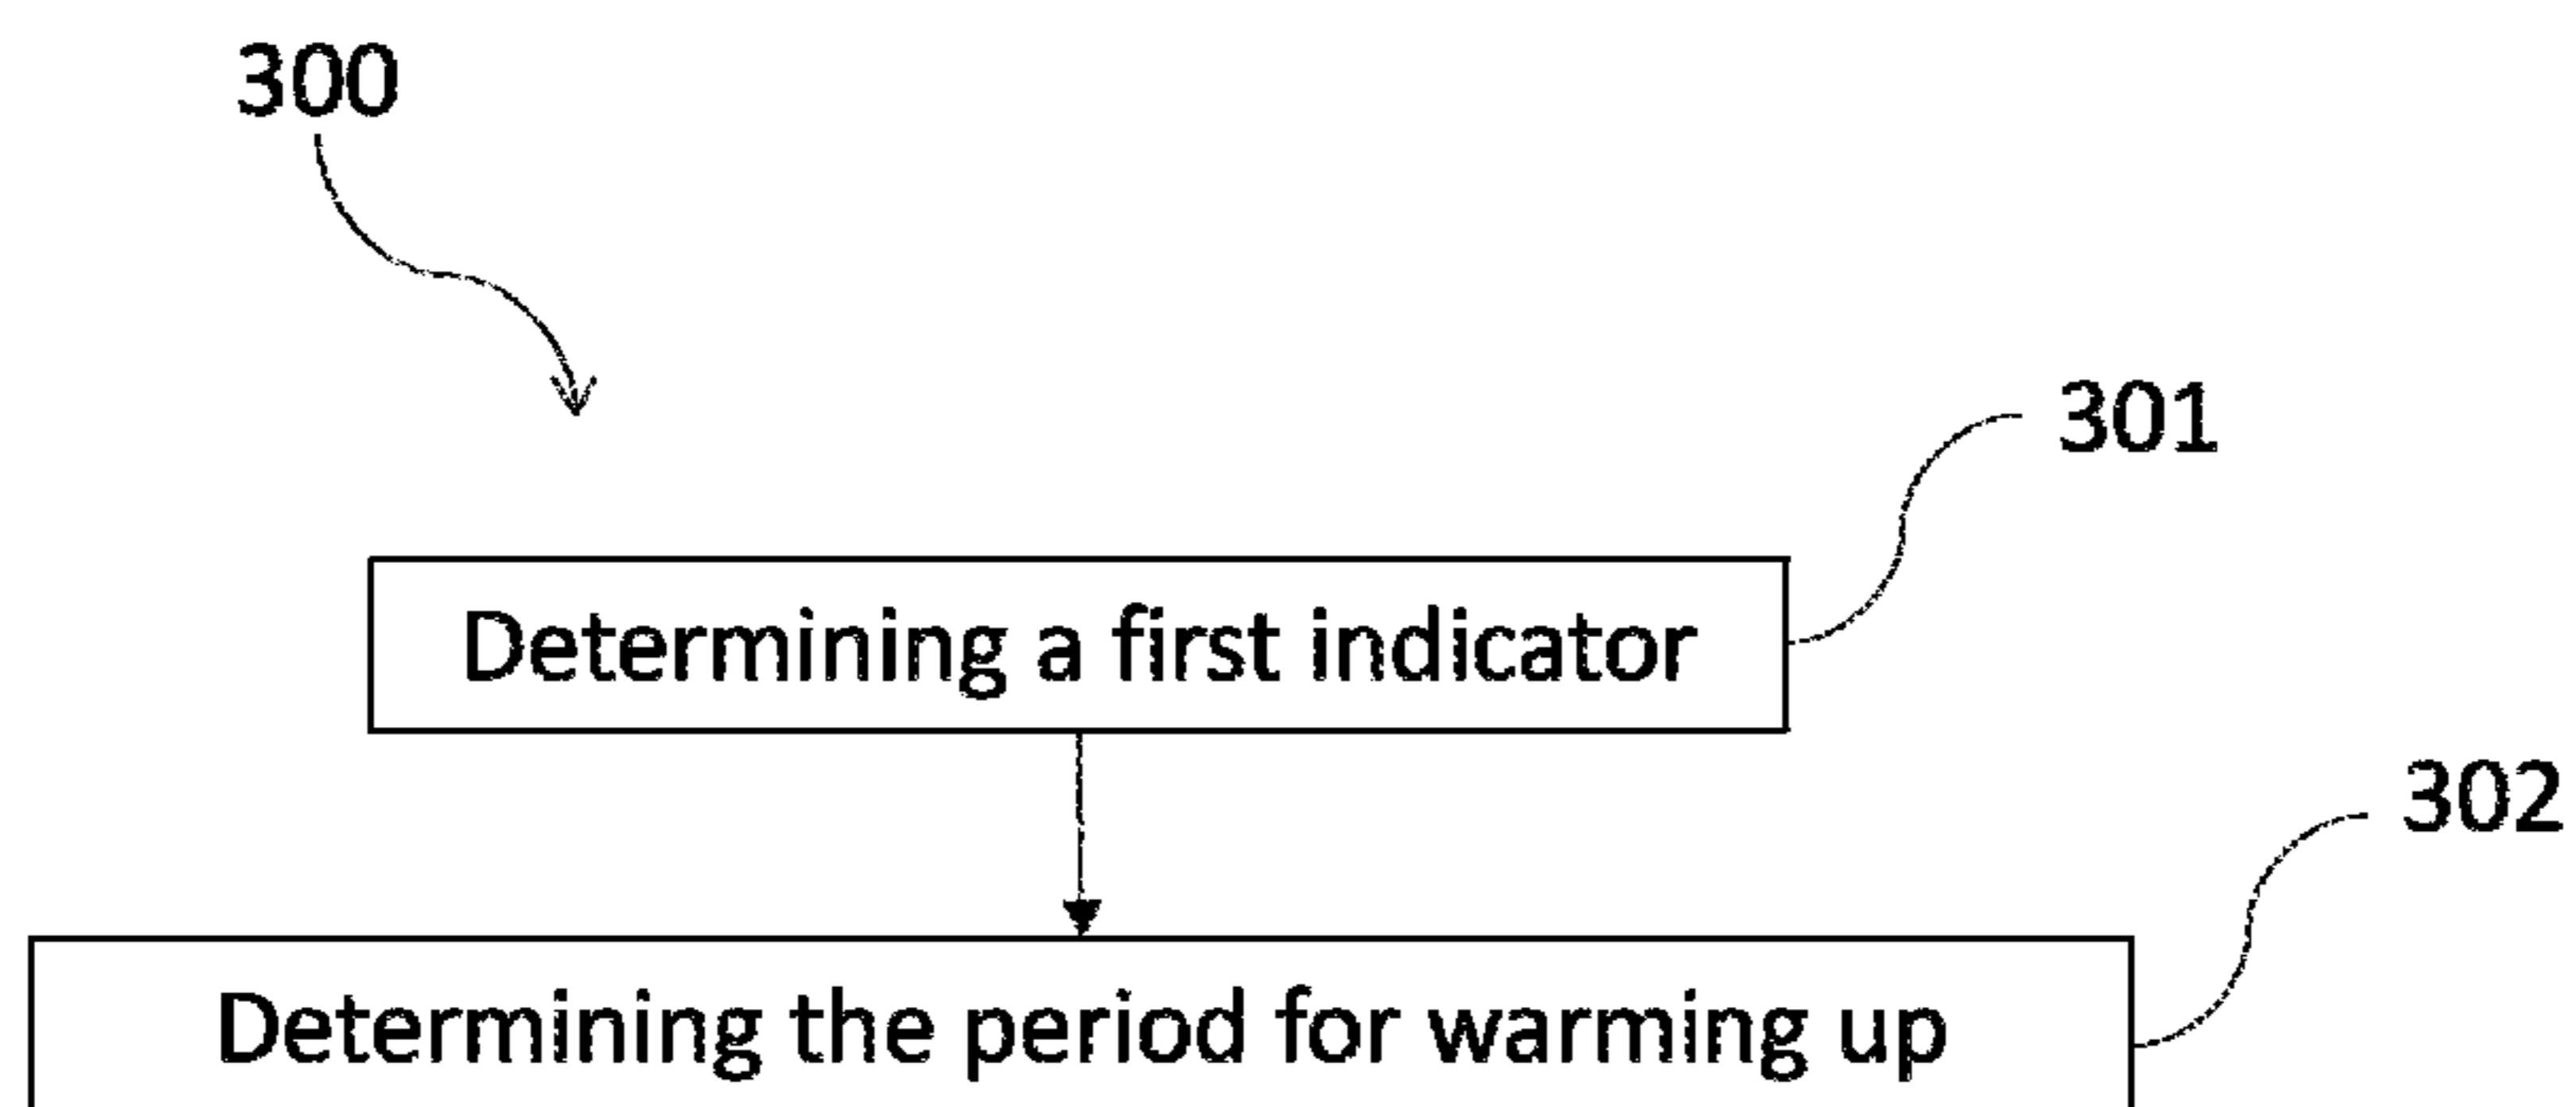 300
301
Determining a first indicator
302
Determining the period for warming up